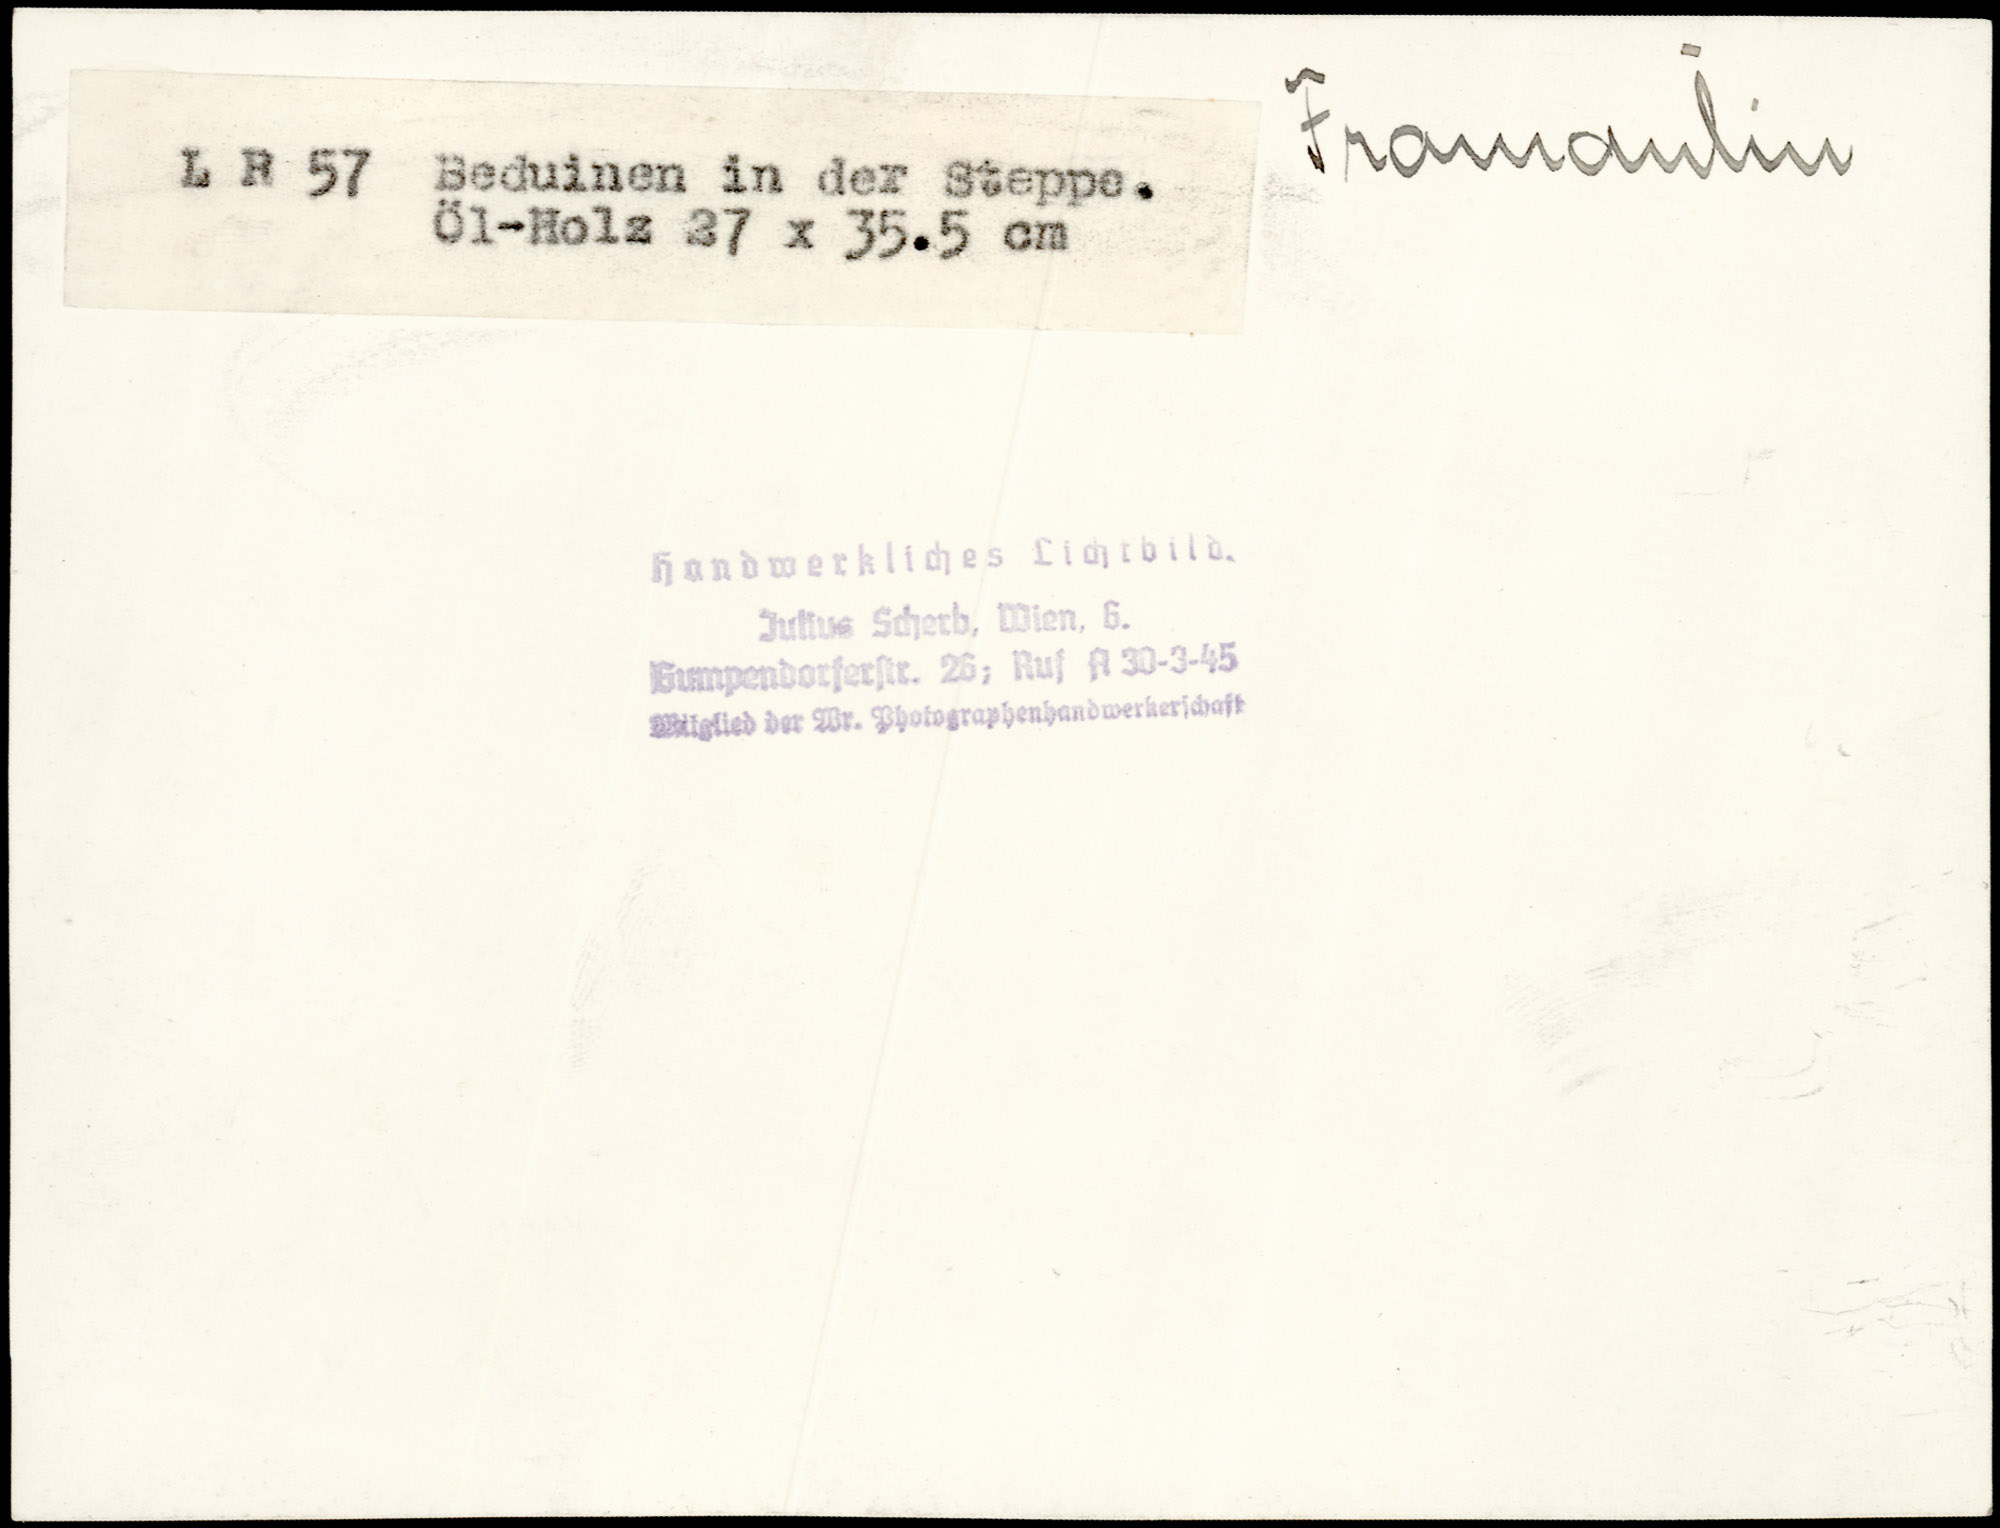 L R 57 Beduinen in der Steppe.
Öl-Holz 27 x 35.5 cm
Handwerkliches Lichtbild.
Julius Scherb, Wien, 6.
Gumpendorferstr. 26; Ruf A 30-3-45
Mitglied der Wr. Photographenhandwerkerschaft